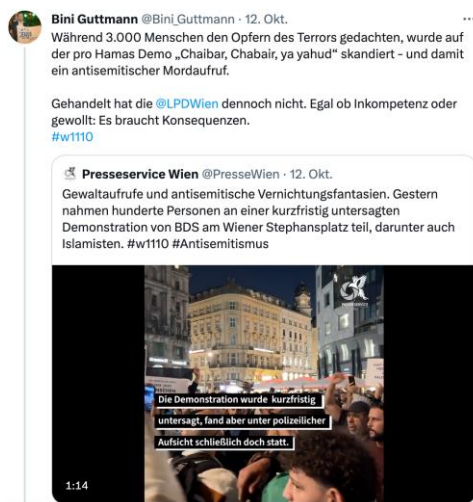 Bini Guttmann @Bini_Guttmann · 12. Okt.
Während 3.000 Menschen den Opfern des Terrors gedachten, wurde auf
der pro Hamas Demo „Chaibar, Chabair, ya yahud“ skandiert - und damit
ein antisemitischer Mordaufruf.
Gehandelt hat die @LPDWien dennoch nicht. Egal ob Inkompetenz oder
gewollt: Es braucht Konsequenzen.
#w1110
Presseservice Wien @PresseWien · 12. Okt.
Gewaltaufrufe und antisemitische Vernichtungsfantasien. Gestern
nahmen hunderte Personen an einer kurzfristig untersagten
Demonstration von BDS am Wiener Stephansplatz teil, darunter auch
Islamisten. #w1110 #Antisemitismus
Die Demonstration wurde kurzfristig
untersagt, fand aber unter polizeilicher
Aufsicht schließlich doch statt.
1:14